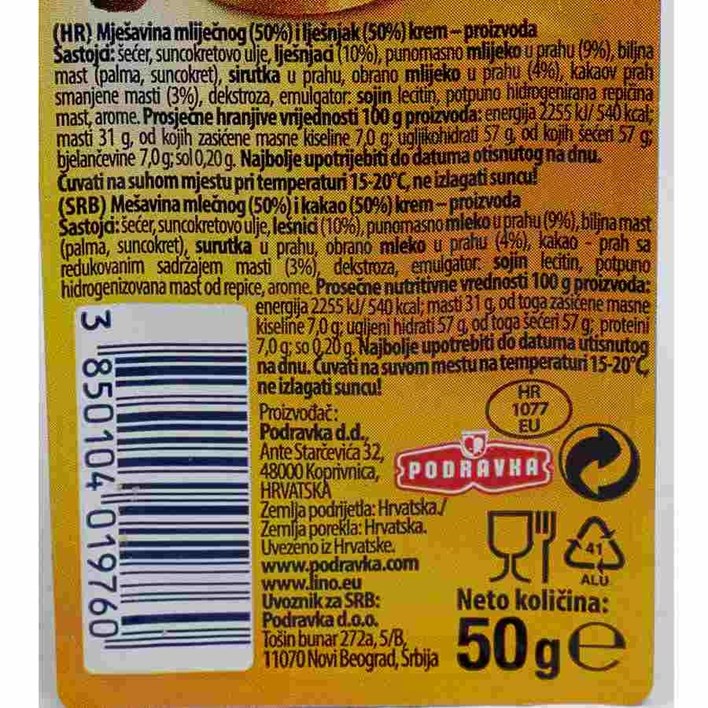 (HR) Mješavina mliječnog (50%) i lješnjak (50%) krem – proizvoda
Sastojci: šećer, suncokretovo ulje, lješnjaci (10%), punomasno mlijeko u prahu (9%), biljna
mast (palma, suncokret), sirutka u prahu, obrano mlijeko u prahu (4%), kakaov prah
smanjene masti (3%), dekstroza, emulgator: sojin lecitin, potpuno hidrogenirana repičina
mast, arome. Prosječne hranjive vrijednosti 100 g proizvoda: energija 2255 kJ/ 540 kcal;
masti 31 g, od kojih zasićene masne kiseline 7,0 g; ugljikohidrati 57 g, od kojih šećeri 57 g;
bjelančevine 7,0 g; sol 0,20 g. Najbolje upotrijebiti do datuma otisnutog na dnu.
Čuvati na suhom mjestu pri temperaturi 15-20°C, ne izlagati suncu!
(SRB) Mešavina mlečnog (50%) i kakao (50%) krem – proizvoda
Sastojci: šećer, suncokretovo ulje, lešnici (10%), punomasno mleko u prahu (9%), biljna mast
(palma, suncokret), surutka u prahu, obrano mleko u prahu (4%), kakao - prah sa
redukovanim sadržajem masti (3%), dekstroza, emulgator: sojin lecitin, potpuno
hidrogenizovana mast od repice, arome. Prosečne nutritivne vrednosti 100 g proizvoda:
energija 2255 kJ/ 540 kcal; masti 31 g, od toga zasićene masne
kiseline 7,0 g; ugljeni hidrati 57 g, od toga šećeri 57 g; proteini
7,0 g; so 0,20 g. Najbolje upotrebiti do datuma utisnutog
na dnu. Čuvati na suvom mestu na temperaturi 15-20°C,
ne izlagati suncu!
Proizvođač:
Podravka d.d.,
Ante Starčevića 32,
48000 Koprivnica,
HRVATSKA
Zemlja podrijetla: Hrvatska./
Zemlja porekla: Hrvatska.
Uvezeno iz Hrvatske.
www.podravka.com
www.lino.eu
Uvoznik za SRB:
Podravka d.o.o.
Tošin bunar 272a, 5/B,
11070 Novi Beograd, Srbija
HR
1077
EU
PODRAVKA
41
ALU
Neto količina:
50 g e
3 850104 019760